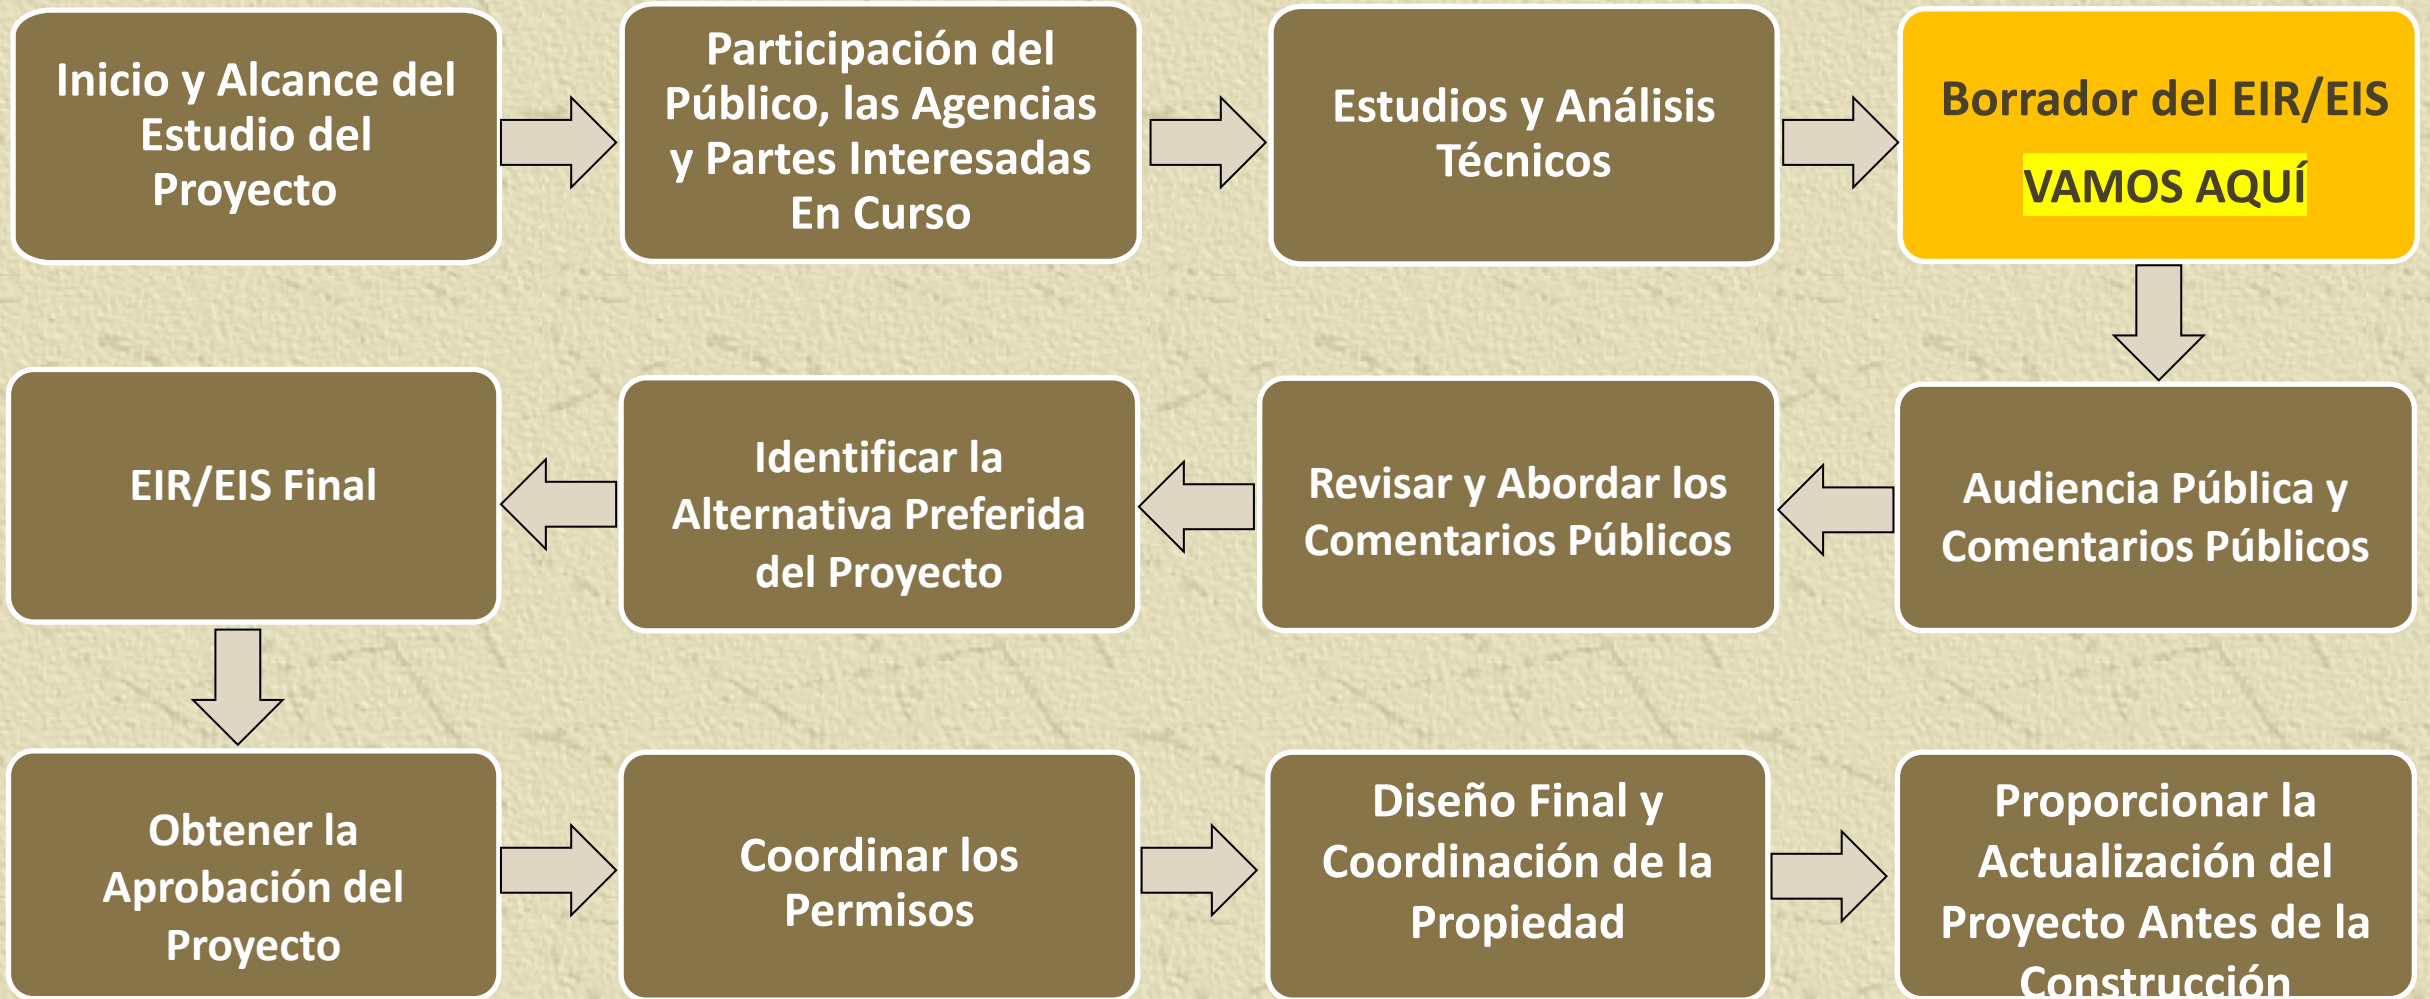 Inicio y Alcance del
Estudio del
Proyecto
Participación del
Público, las Agencias
y Partes Interesadas
En Curso
Estudios y Análisis
Técnicos
Borrador del EIR/EIS
VAMOS AQUÍ
Audiencia Pública y
Comentarios Públicos
Revisar y Abordar los
Comentarios Públicos
Identificar la
Alternativa Preferida
del Proyecto
EIR/EIS Final
Obtener la
Aprobación del
Proyecto
Coordinar los
Permisos
Diseño Final y
Coordinación de la
Propiedad
Proporcionar la
Actualización del
Proyecto Antes de la
Construcción